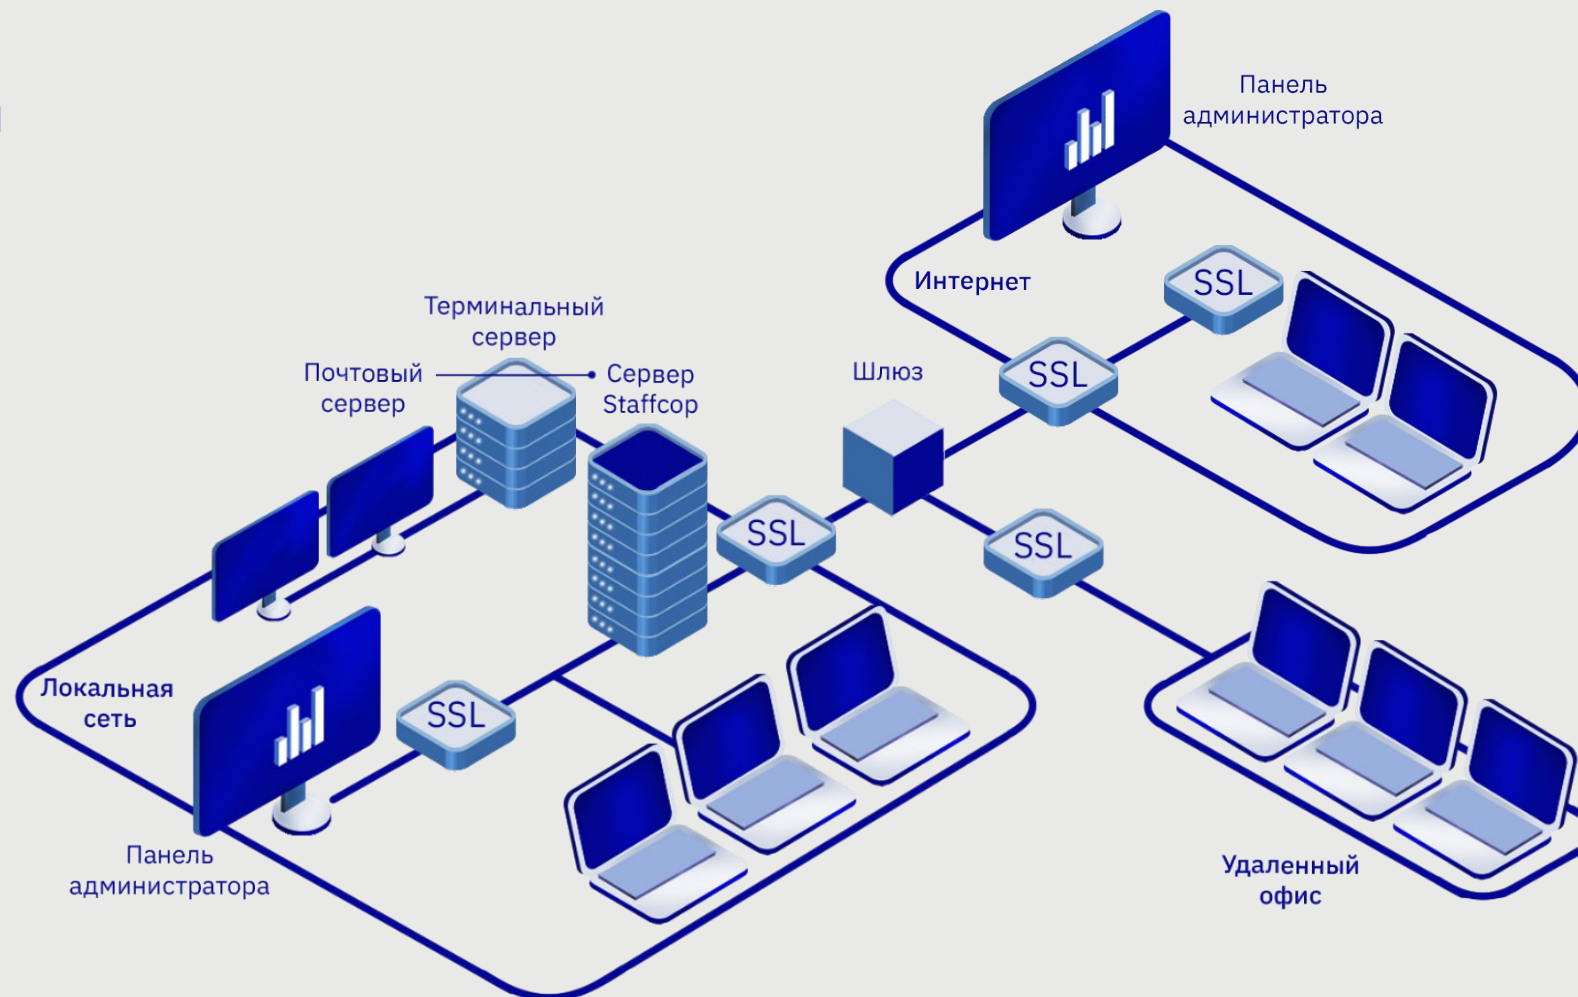 Панель
администратора
Интернет
SSL
Терминальный
сервер
Почтовый
сервер
Сервер
Staffcop
Шлюз
SSL
SSL
SSL
Локальная
сеть
SSL
Панель
администратора
Удаленный
офис